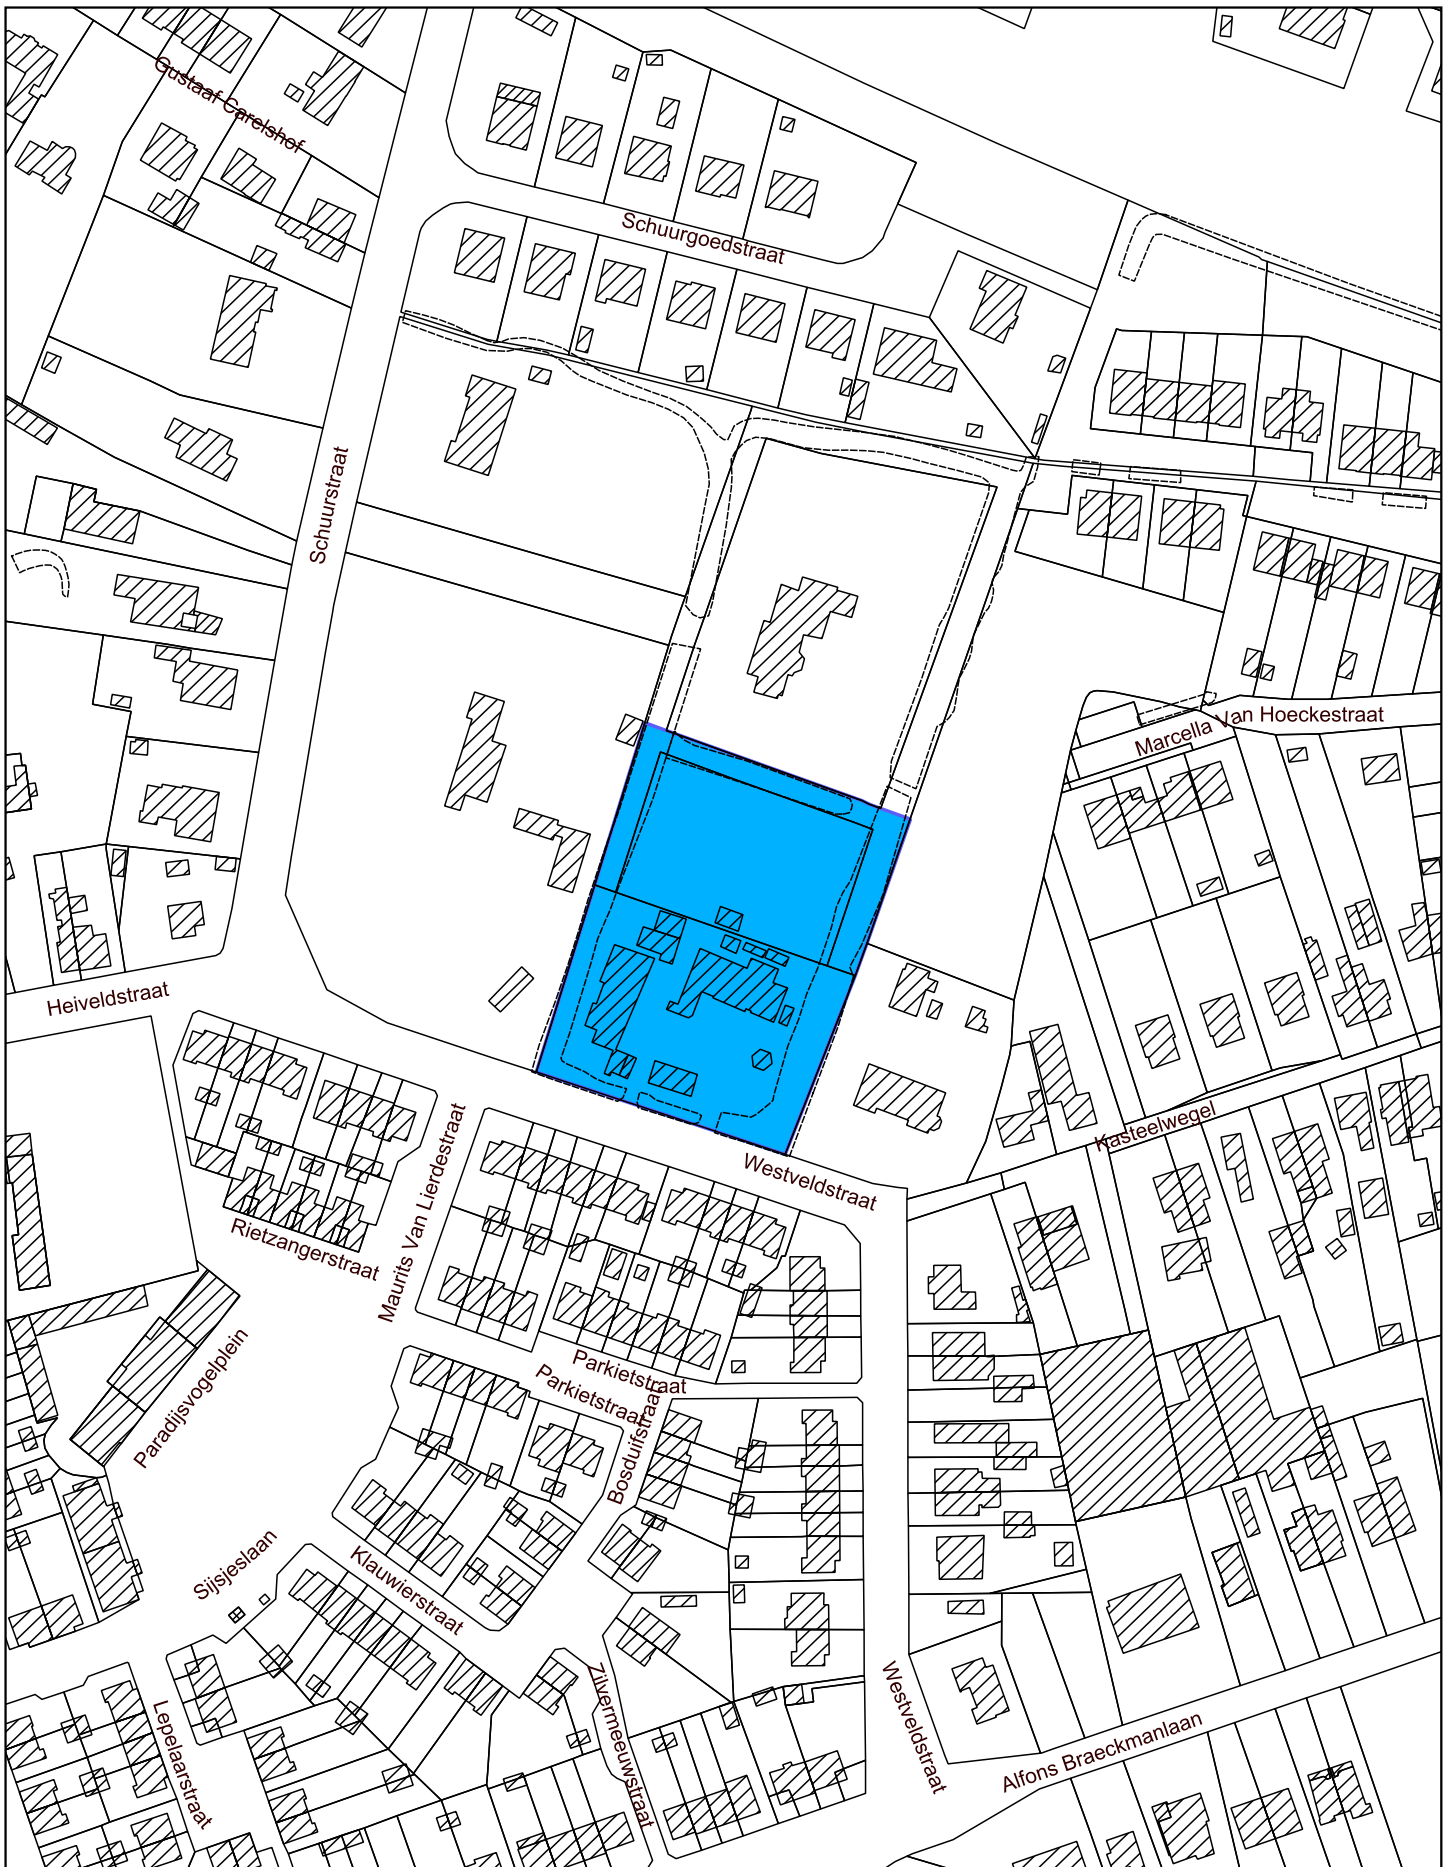 Gustaaf Carelshof
Schuurgoedstraat
Schuurstraat
Marcella Van Hoeckestraat
Heiveldstraat
Kasteelwegel
Maurits Van Lierdestraat
Westveldstraat
Rietzangerstraat
Paradijsvogelplein
Parkietstraat
Parkietstraat
Bosduifstraat
Sijsjeslaan
Klauwierstraat
Zilvermeeuwstraat
Lepelaarstraat
Westveldstraat
Alfons Braeckmanlaan